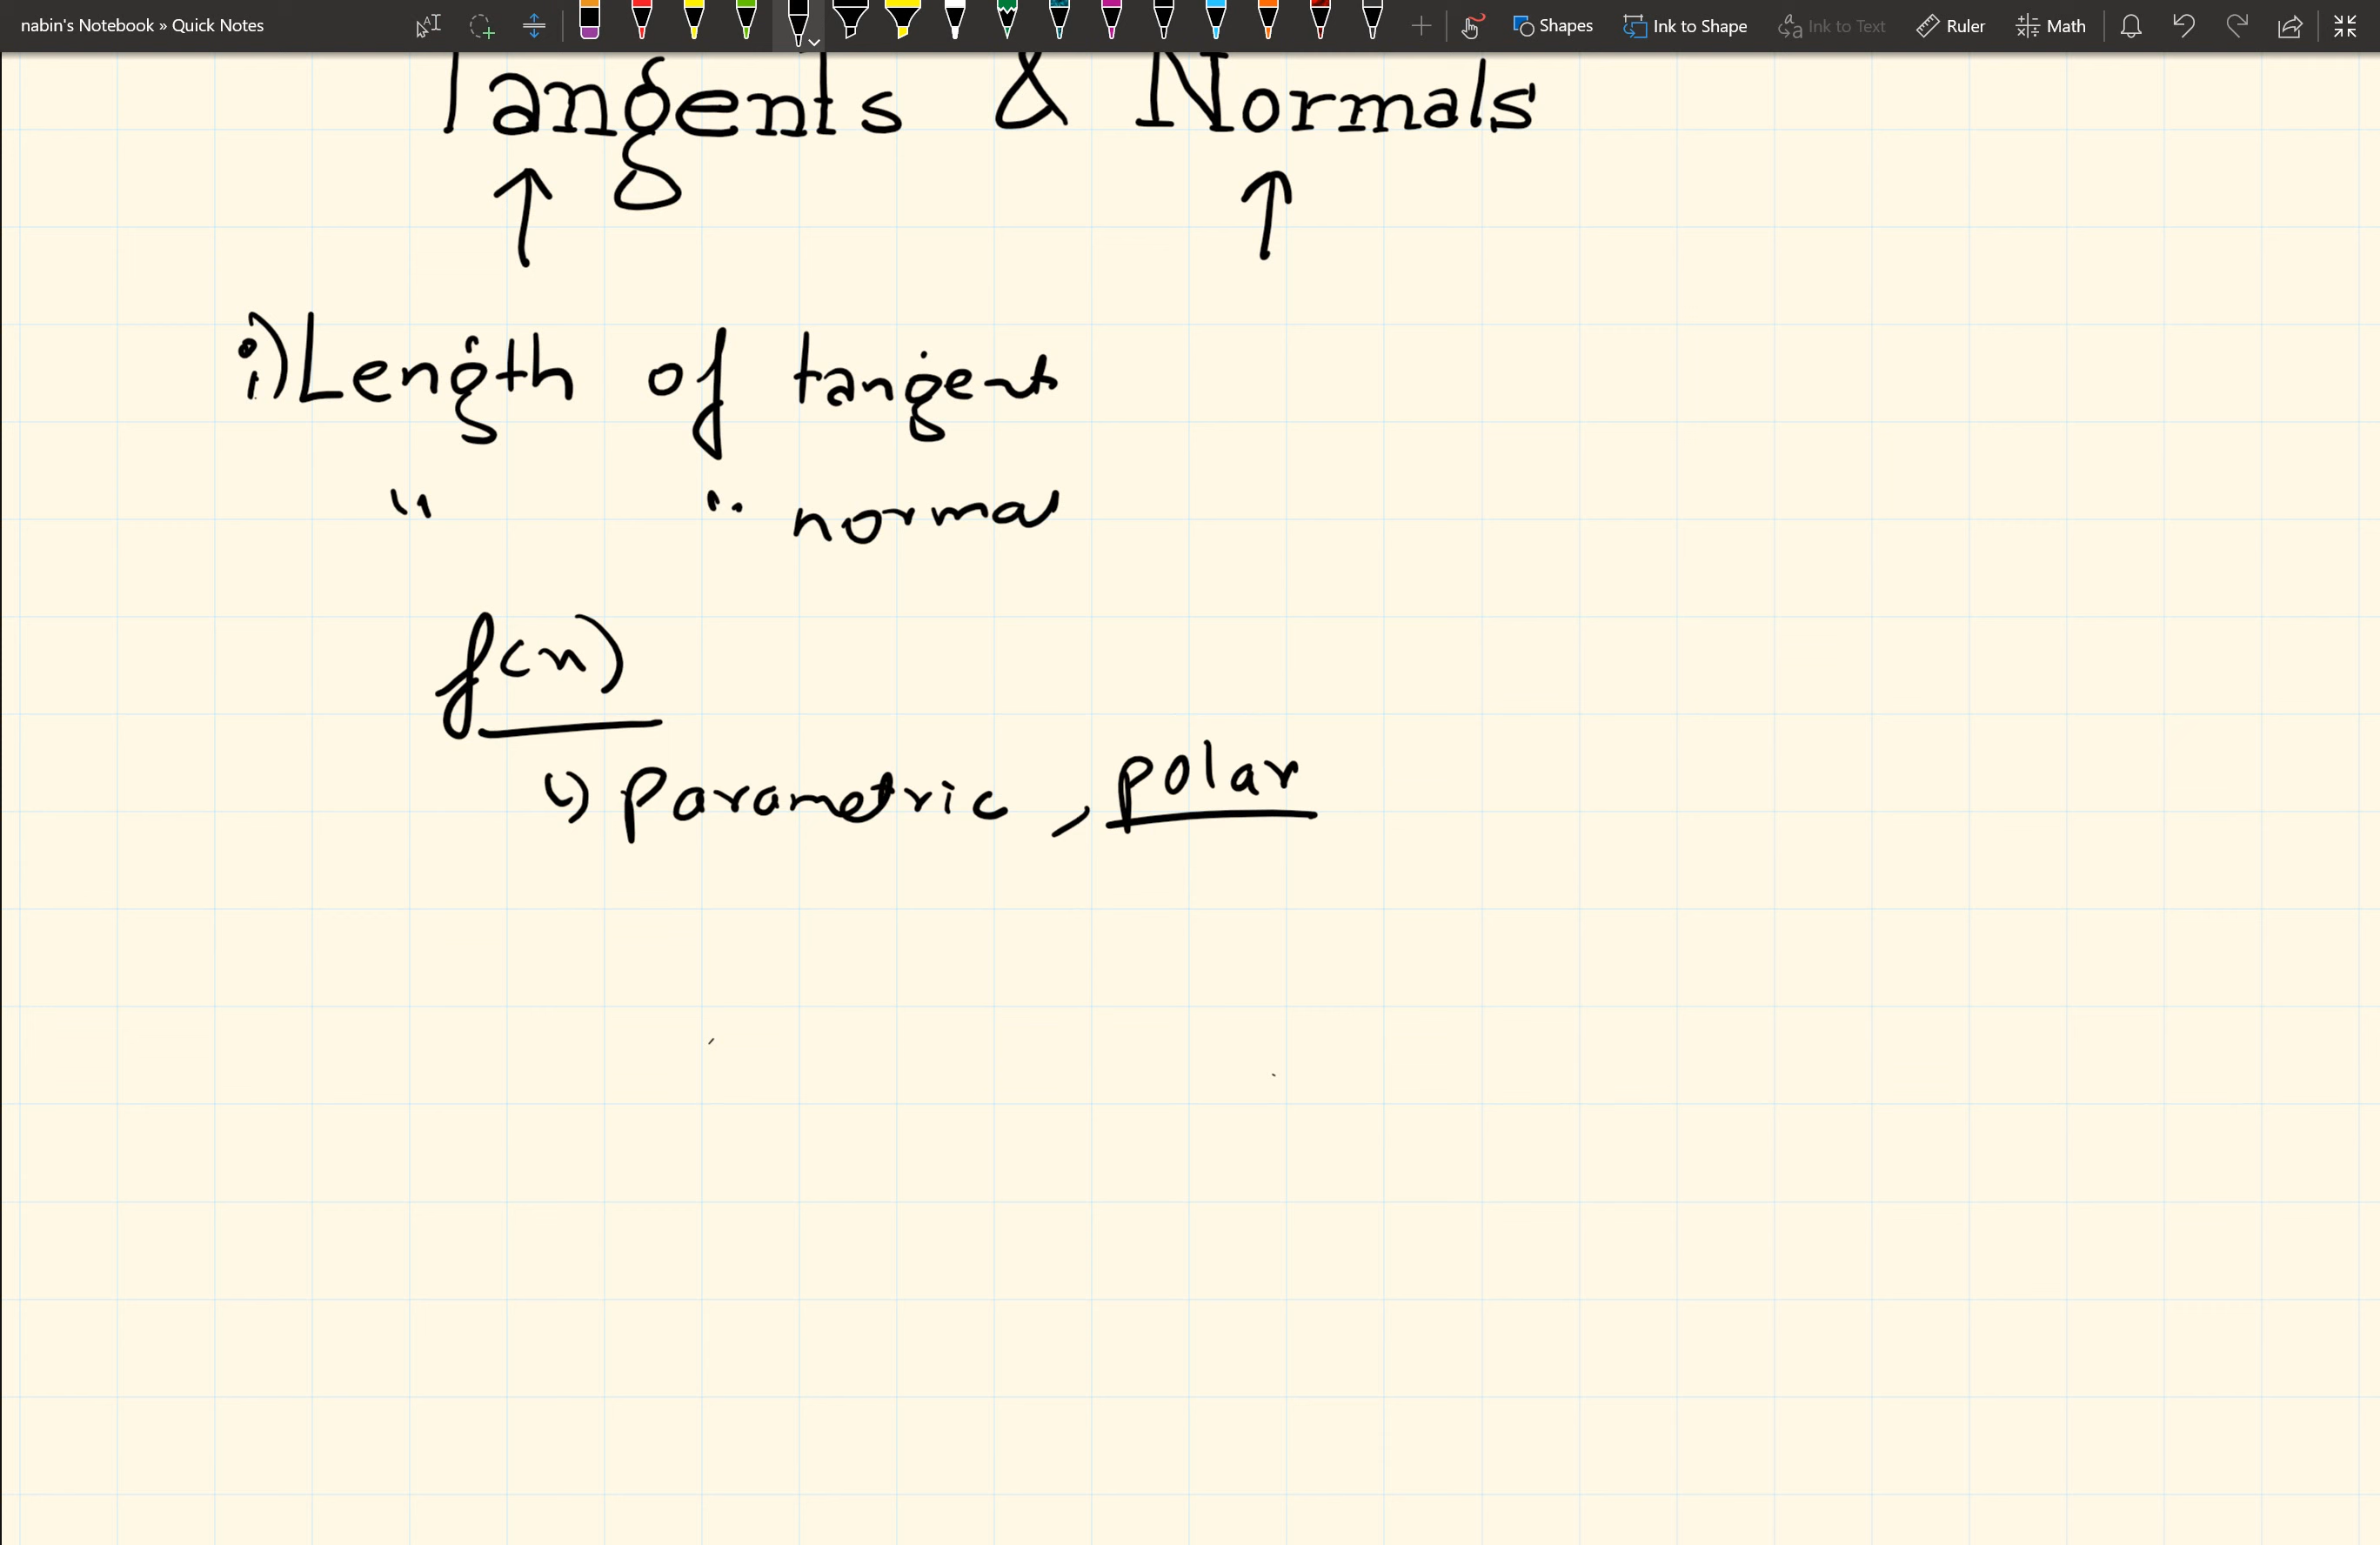 nabin's Notebook » Quick Notes Shapes Ink to Shape Ink to Text Ruler Math
Tangents & Normals
i) Length of tangent
" " normal
f(x)
i) Parametric, polar